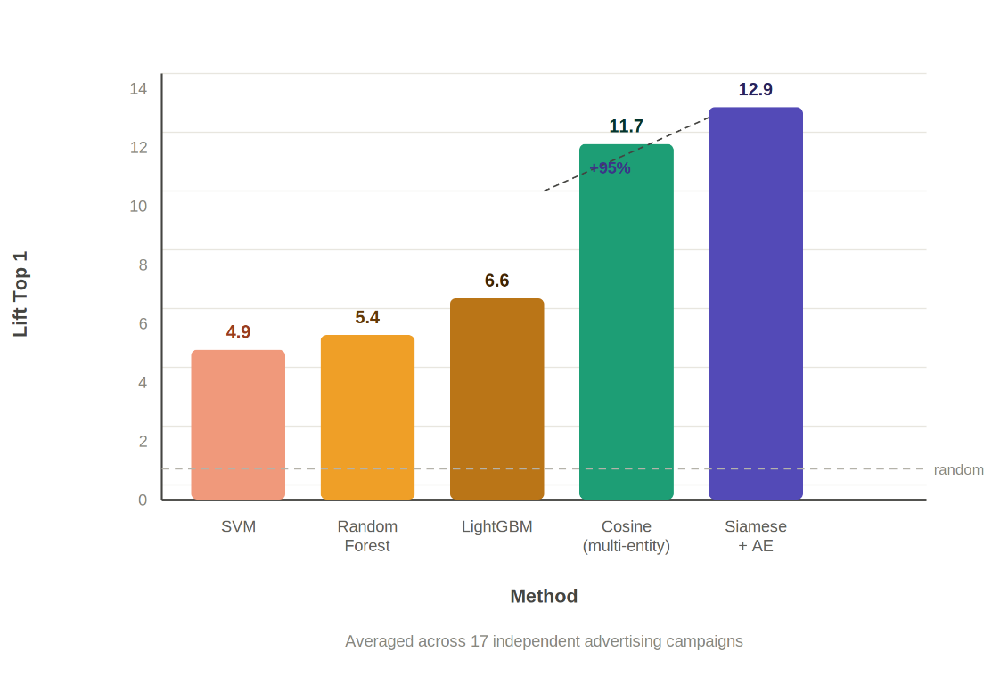 14
12
10
8
6
4
2
0
Lift Top 1
4.9
5.4
6.6
11.7
12.9
+95%
random
SVM
Random
Forest
LightGBM
Cosine
(multi-entity)
Siamese
+ AE
Method
Averaged across 17 independent advertising campaigns